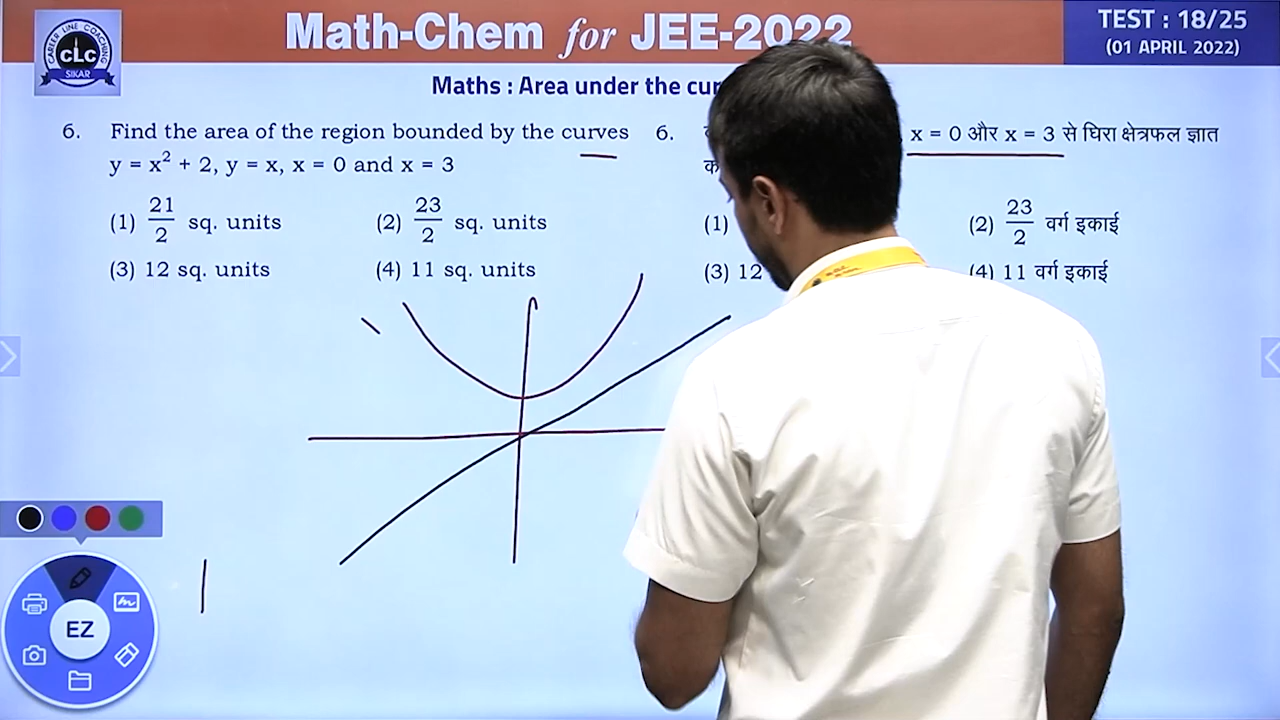 CAREER LINE COACHING
CLC
SIKAR
Math-Chem for JEE-2022
TEST : 18/25
(01 APRIL 2022)
Maths : Area under the
6. Find the area of the region bounded by the curves
y = x² + 2, y = x, x = 0 and x = 3
(1) 21/2 sq. units (2) 23/2 sq. units
(3) 12 sq. units (4) 11 sq. units
6. x = 0 और x = 3 से घिरा क्षेत्रफल ज्ञात
(1) (2) 23/2 वर्ग इकाई
(3) 12 (4) 11 वर्ग इकाई
EZ